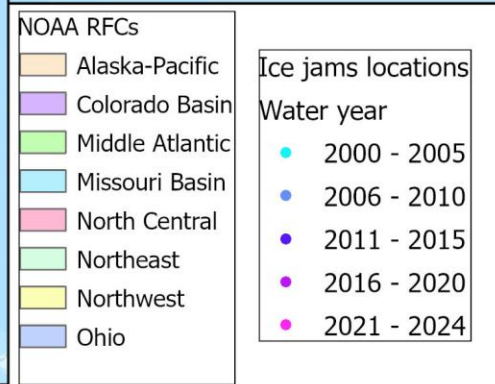 NOAA RFCs
Alaska-Pacific
Colorado Basin
Middle Atlantic
Missouri Basin
North Central
Northeast
Northwest
Ohio
Ice jams locations
Water year
2000 - 2005
2006 - 2010
2011 - 2015
2016 - 2020
2021 - 2024